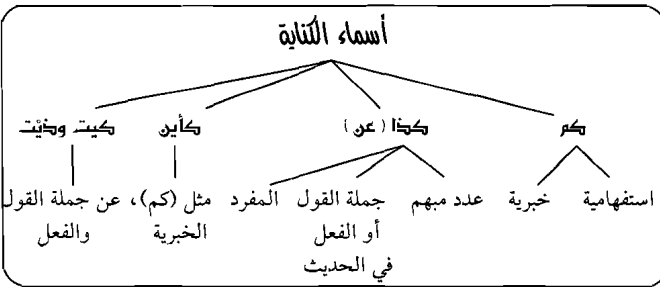 أسماء الكناية
كم كذا (عن) كأين كيت وذيْت
استفهامية خبرية عدد مبهم جملة القول المفرد مثل (كم)، عن جملة القول
أو الفعل الخبرية والفعل
في الحديث